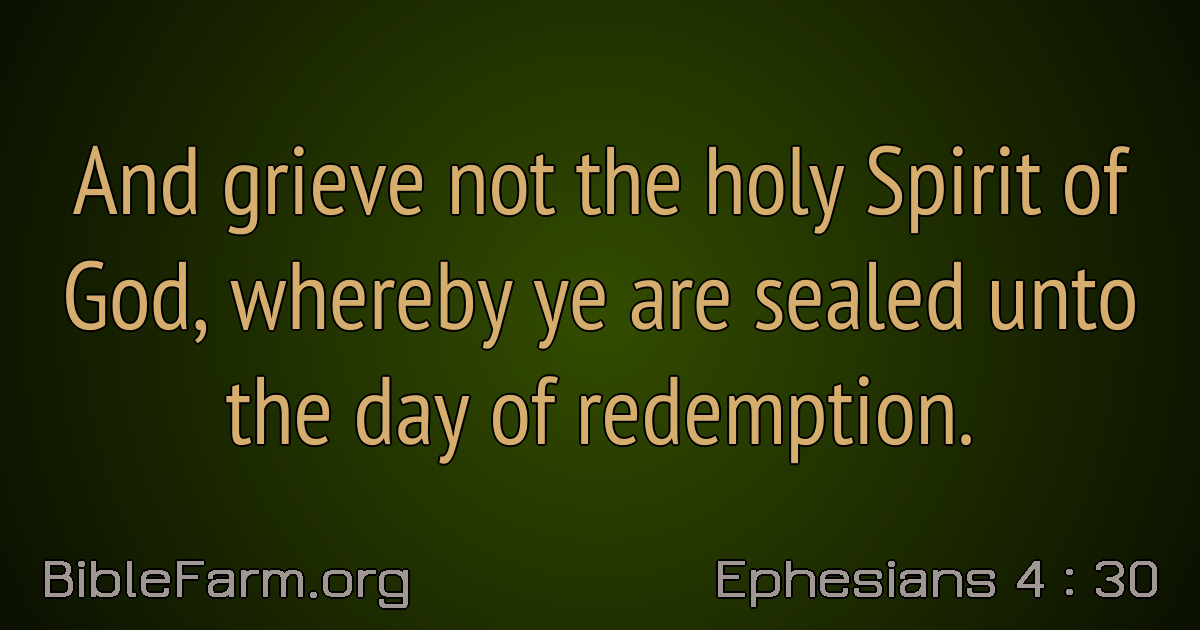 And grieve not the holy Spirit of
God, whereby ye are sealed unto
the day of redemption.
BibleFarm.org
Ephesians 4 : 30